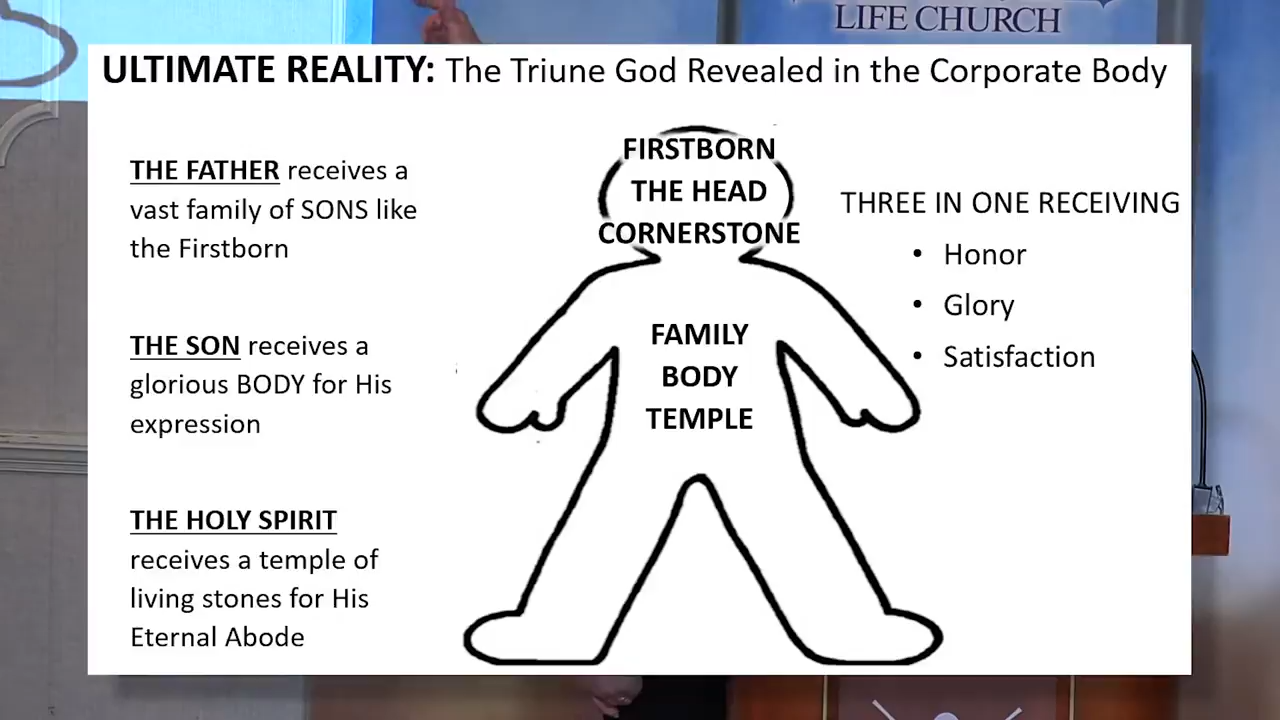 LIFE CHURCH
ULTIMATE REALITY: The Triune God Revealed in the Corporate Body
THE FATHER receives a
vast family of SONS like
the Firstborn
THE SON receives a
glorious BODY for His
expression
THE HOLY SPIRIT
receives a temple of
living stones for His
Eternal Abode
FIRSTBORN
THE HEAD
CORNERSTONE
FAMILY
BODY
TEMPLE
THREE IN ONE RECEIVING
• Honor
• Glory
• Satisfaction